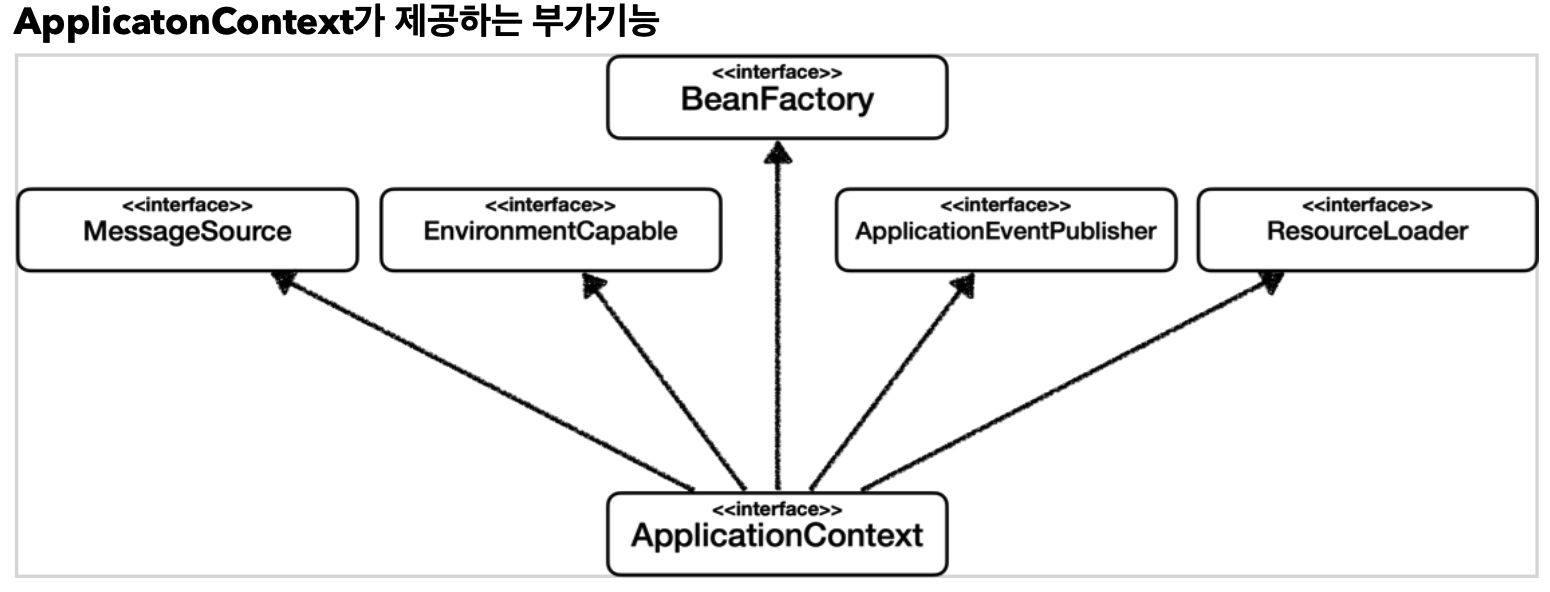 ApplicatonContext가 제공하는 부가기능
<<interface>>
BeanFactory
<<interface>>
MessageSource
<<interface>>
EnvironmentCapable
<<interface>>
ApplicationEventPublisher
<<interface>>
ResourceLoader
<<interface>>
ApplicationContext